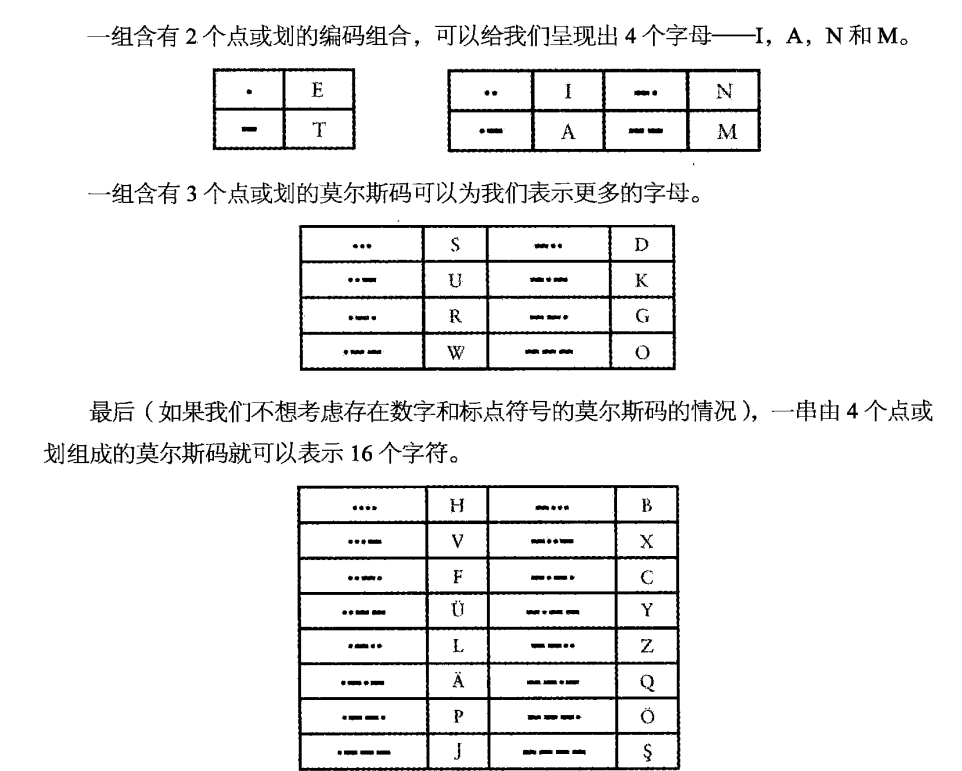 一组含有 2 个点或划的编码组合，可以给我们呈现出 4 个字母——I，A，N 和 M。
· E ·· I –· N
– T ·– A –– M
一组含有 3 个点或划的莫尔斯码可以为我们表示更多的字母。
··· S –·· D
··– U –·– K
·–· R ––· G
·–– W ––– O
最后（如果我们不想考虑存在数字和标点符号的莫尔斯码的情况），一串由 4 个点或
划组成的莫尔斯码就可以表示 16 个字符。
···· H –··· B
···– V –··– X
··–· F –·–· C
··–– Ü –·–– Y
·–·· L ––·· Z
·–·– Ä ––·– Q
·––· P –––· Ö
·––– J –––– Ş